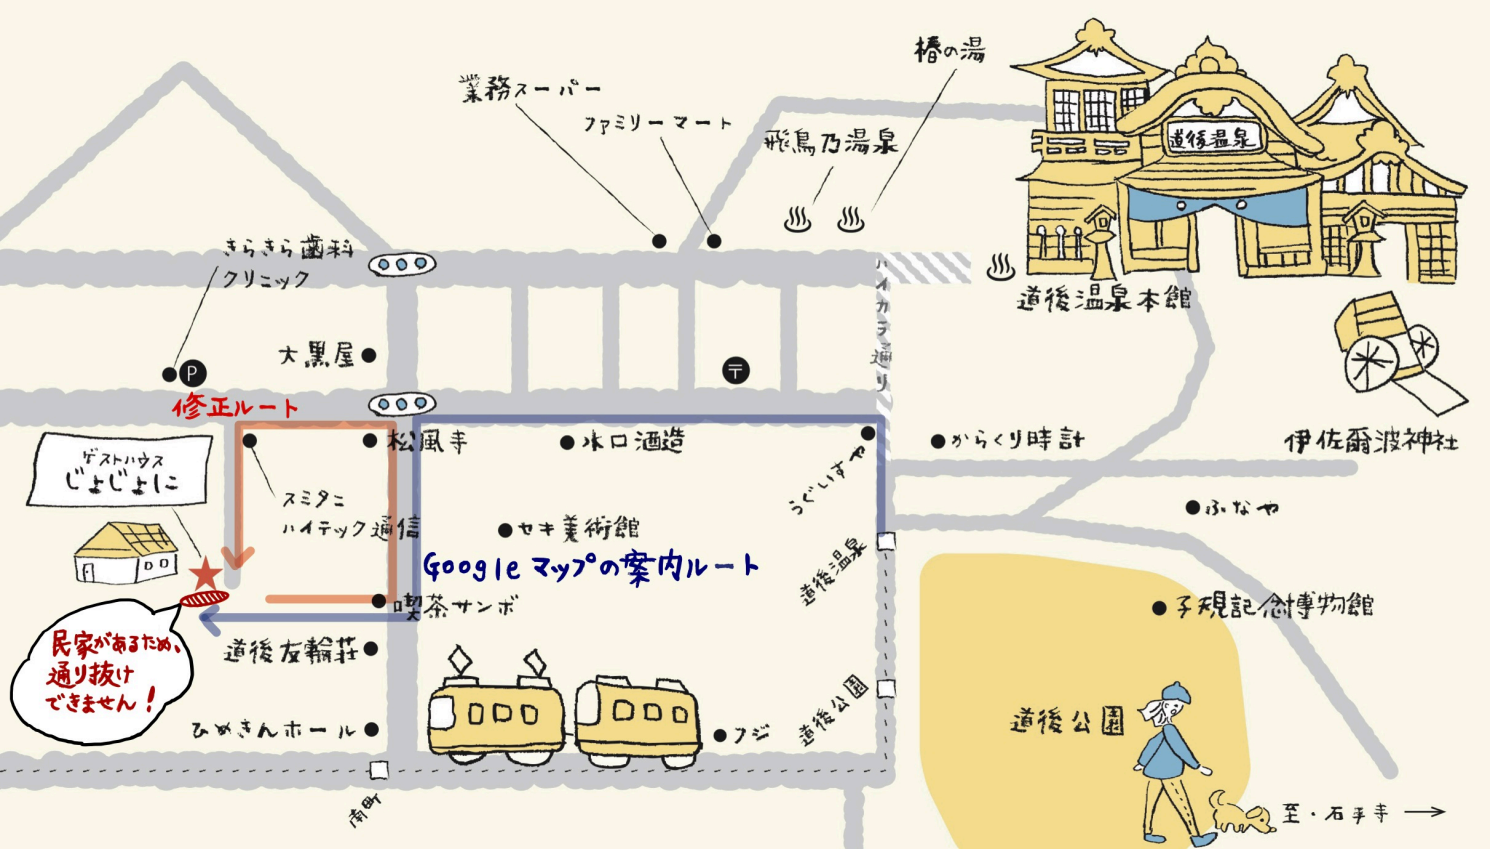 椿の湯
業務スーパー
ファミリーマート
飛鳥乃湯温泉
道後温泉
きらきら歯科
クリニック
道後温泉本館
ハイカラ通り
大黒屋
P
〒
修正ルート
松風寺
水口酒造
うぐいすや
からくり時計
伊佐爾波神社
ゲストハウス
じょじょに
スミタニ
ハイテック通信
セキ美術館
ふなや
Googleマップの案内ルート
道後温泉
喫茶サンボ
子規記念博物館
民家があるため、
通り抜け
できません!
道後友輪荘
ひめぎんホール
フジ
道後公園
道後公園
南町
至・石手寺